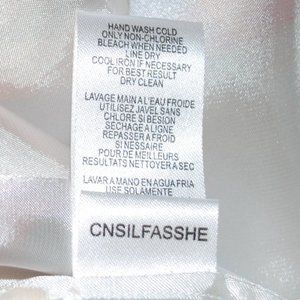 HAND WASH COLD
ONLY NON-CHLORINE
BLEACH WHEN NEEDED
LINE DRY
COOL IRON IF NECESSARY
FOR BEST RESULT
DRY CLEAN
LAVAGE MAIN A L'EAU FROIDE
UTILISEZ JAVEL SANS
CHLORE SI BESION
SECHAGE A LIGNE
REPASSER A FROID
SI NESSAIRE
POUR DE MEILLEURS
RESULTATS NETTOYER A SEC
LAVAR A MANO EN AGUA FRIA
USE SOLAMENTE
CNSILFASSHE